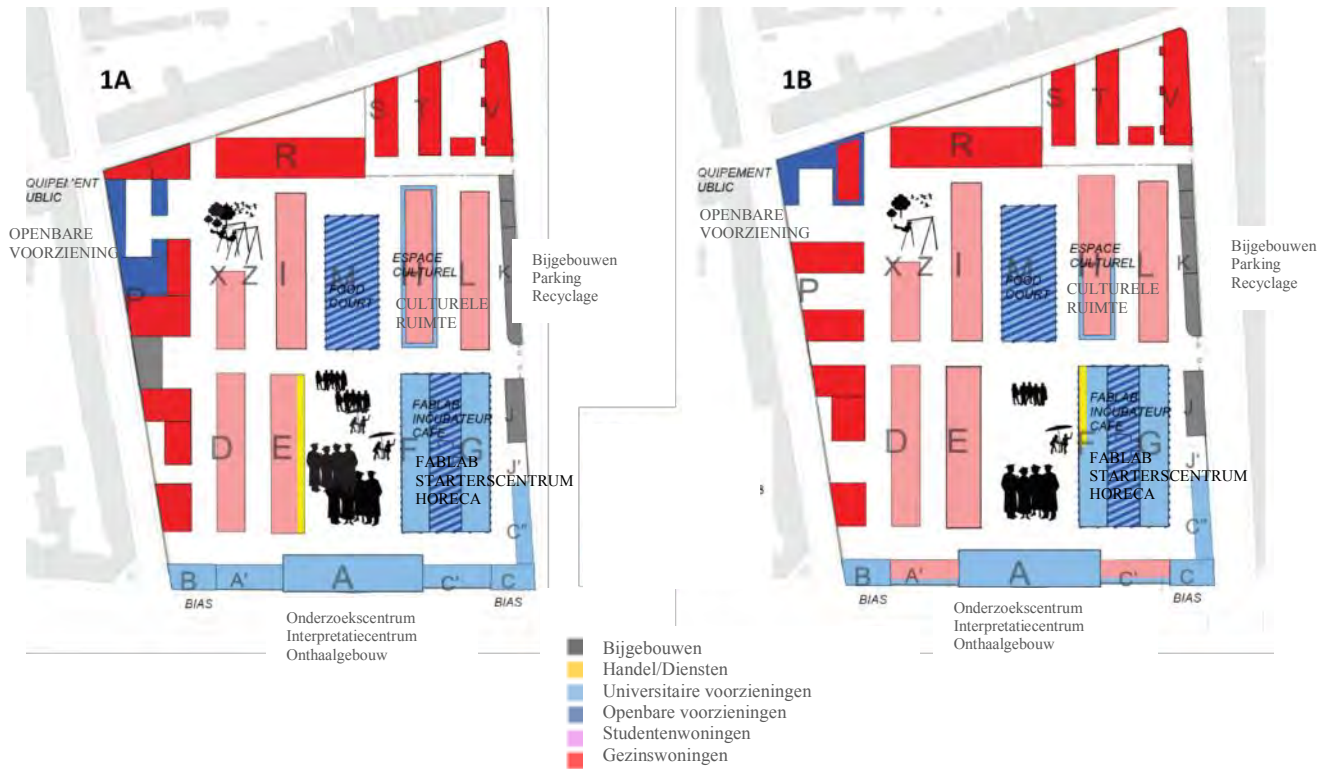 1A
S
T
V
R
L
QUIPEMENT
UBLIC
OPENBARE
VOORZIENING
P
X
Z
I
M
FOOD
COURT
ESPACE
CULTUREL
H
CULTURELE
RUIMTE
L
K
Bijgebouwen
Parking
Recyclage
D
E
FABLAB
INCUBATEUR
CAFE
F
G
FABLAB
STARTERSCENTRUM
HORECA
J
J'
C"
B
A'
A
C'
C
BIAS
BIAS
Onderzoekscentrum
Interpretatiecentrum
Onthaalgebouw
1B
S
T
V
R
QUIPEMENT
UBLIC
OPENBARE
VOORZIENING
P
X
Z
I
M
FOOD
COURT
ESPACE
CULTUREL
H
CULTURELE
RUIMTE
L
K
Bijgebouwen
Parking
Recyclage
D
E
FABLAB
INCUBATEUR
CAFE
F
G
FABLAB
STARTERSCENTRUM
HORECA
J
J'
C"
B
A'
A
C'
C
BIAS
BIAS
Onderzoekscentrum
Interpretatiecentrum
Onthaalgebouw
Bijgebouwen
Handel/Diensten
Universitaire voorzieningen
Openbare voorzieningen
Studentenwoningen
Gezinswoningen